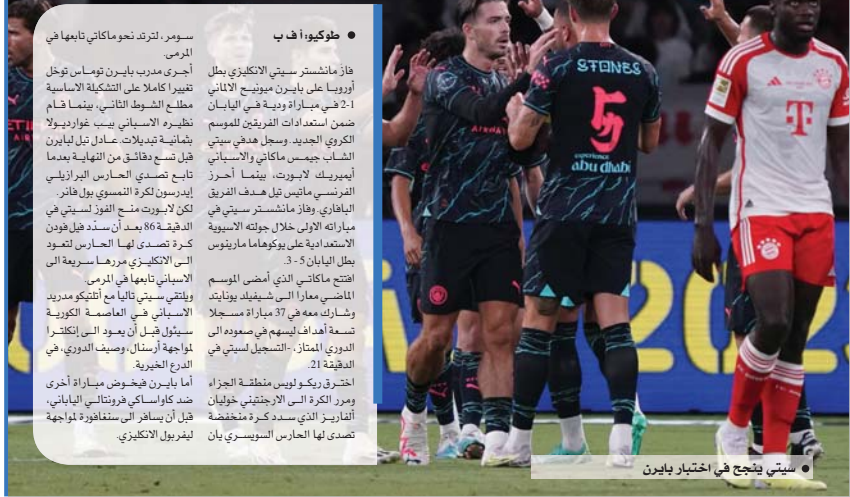 ● طوكيو: أ ف ب
فاز مانشستر سيتي الانكليزي بطل
أوروبا على بايرن ميونيخ الالماني
2-1 في مباراة ودية في اليابان
ضمن استعدادات الفريقين للموسم
الكروي الجديد. وسجل هدفي سيتي
الشاب جيمس ماكاتي والاسباني
أيميريك لابورت، بينما أحرز
الفرنسي ماتيس تيل هدف الفريق
البافاري. وفاز مانشستر سيتي في
مباراته الاولى خلال جولته الاسيوية
الاستعدادية على يوكوهاما مارينوس
بطل اليابان 5 - 3.
افتتح ماكاتي الذي أمضى الموسم
الماضي معارا الى شيفيلد يونايتد
وشارك معه في 37 مباراة مسجلا
تسعة أهداف ليسهم في صعوده الى
الدوري الممتاز، -التسجيل لسيتي في
الدقيقة 21.
اخترق ريكو لويس منطقة الجزاء
ومرر الكرة الى الارجنتيني خوليان
ألفاريز الذي سدد كرة منخفضة
تصدى لها الحارس السويسري يان
سومر، لترتد نحو ماكاتي تابعها في
المرمى.
أجرى مدرب بايرن توماس توخل
تغييرا كاملا على التشكيلة الاساسية
مطلع الشوط الثاني، بينما قام
نظيره الاسباني بيب غوارديولا
بثمانية تبديلات. عادل تيل لبايرن
قبل تسع دقائق من النهاية بعدما
تابع تصدي الحارس البرازيلي
إيدرسون لكرة النمسوي بول فانر.
لكن لابورت منح الفوز لسيتي في
الدقيقة 86 بعد أن سدّد فيل فودن
كرة تصدى لها الحارس لتعود
الى الانكليزي مررها سريعة الى
الاسباني تابعها في المرمى.
ويلتقي سيتي تاليا مع أتلتيكو مدريد
الاسباني في العاصمة الكورية
سيئول قبل أن يعود الى إنكلترا
لمواجهة أرسنال، وصيف الدوري، في
الدرع الخيرية.
أما بايرن فيخوض مباراة أخرى
ضد كاواساكي فرونتالي الياباني،
قبل أن يسافر الى سنغافورة لمواجهة
ليفربول الانكليزي.
STONES
5
experience
abu dhabi
T
202
● سيتي ينجح في اختبار بايرن